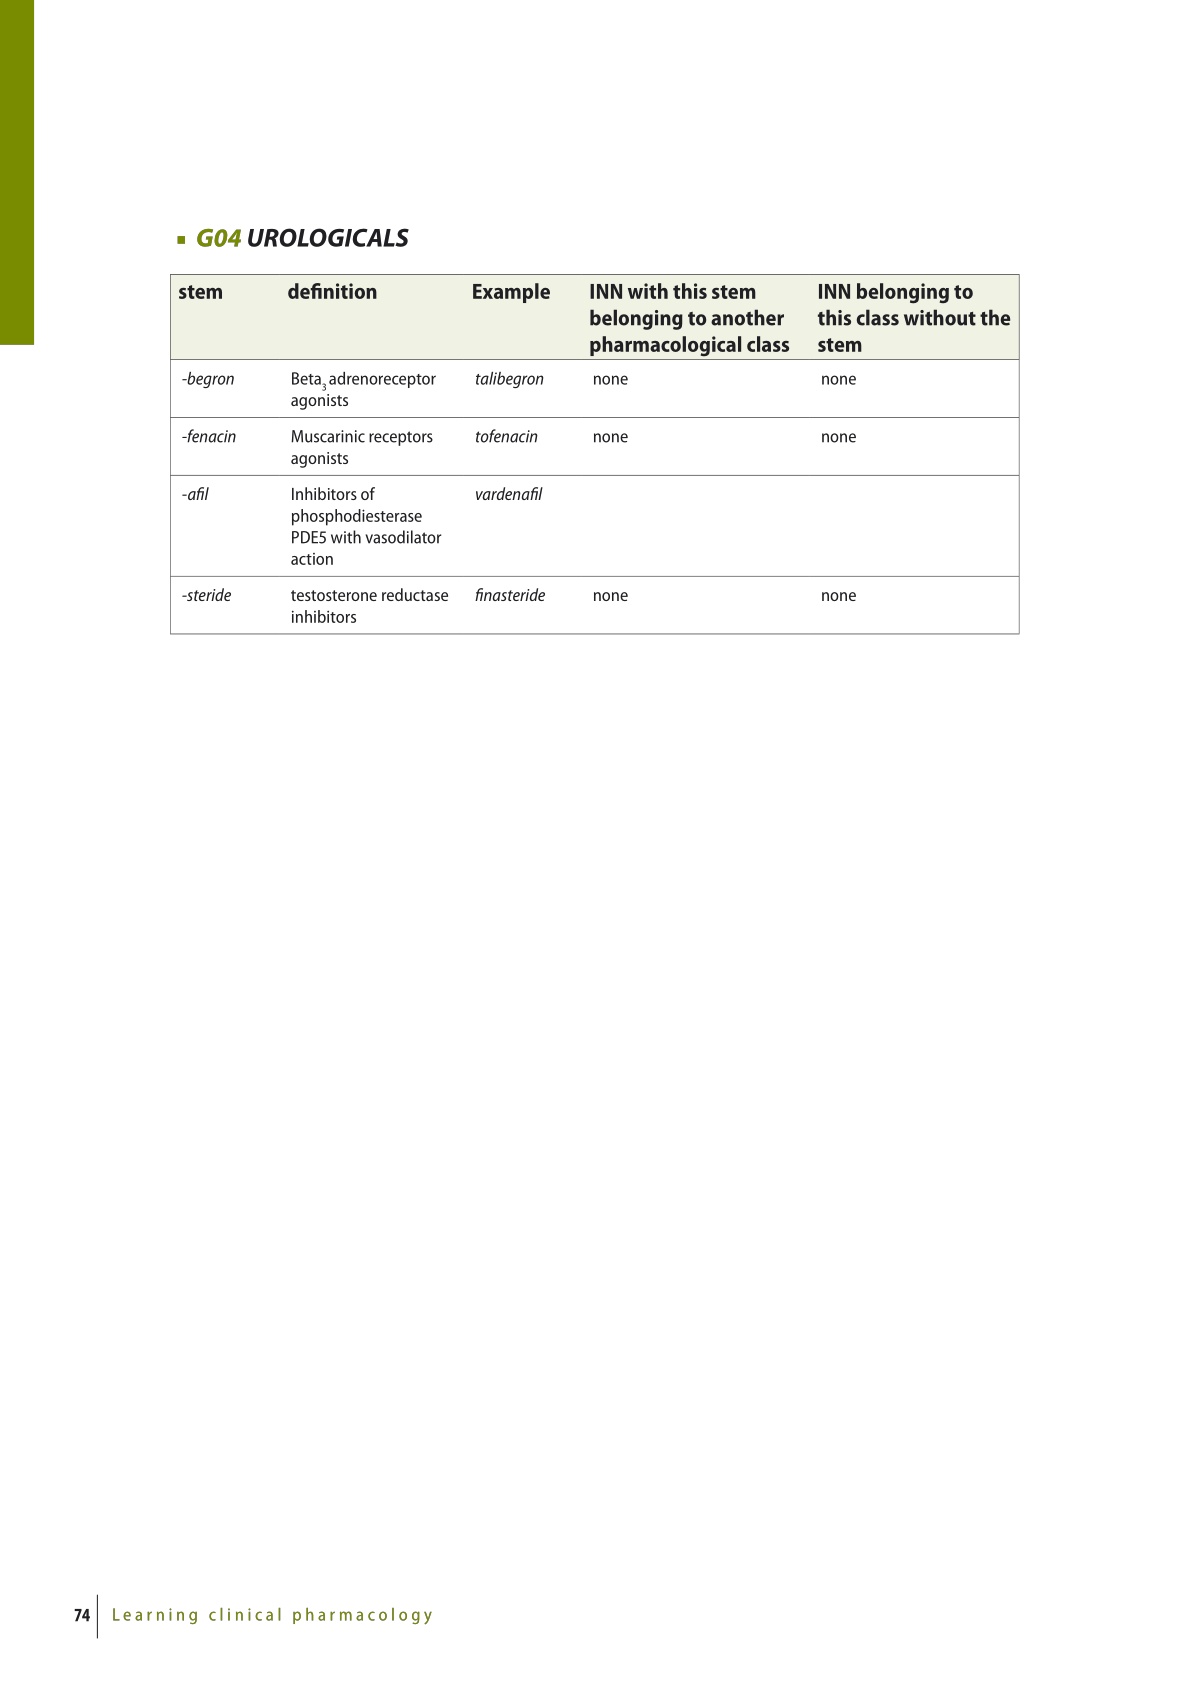 G04 UROLOGICALS
stem definition Example INN with this stem INN belonging to
belonging to another this class without the
pharmacological class stem
-begron Beta3 adrenoreceptor talibegron none none
agonists
-fenacin Muscarinic receptors tofenacin none none
agonists
-afil Inhibitors of vardenafil
phosphodiesterase
PDE5 with vasodilator
action
-steride testosterone reductase finasteride none none
inhibitors
74 Learning clinical pharmacology